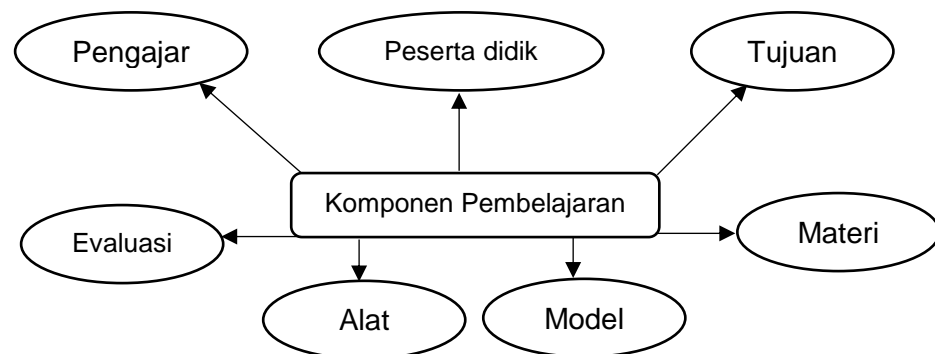 Pengajar
Peserta didik
Tujuan
Komponen Pembelajaran
Evaluasi
Materi
Alat
Model